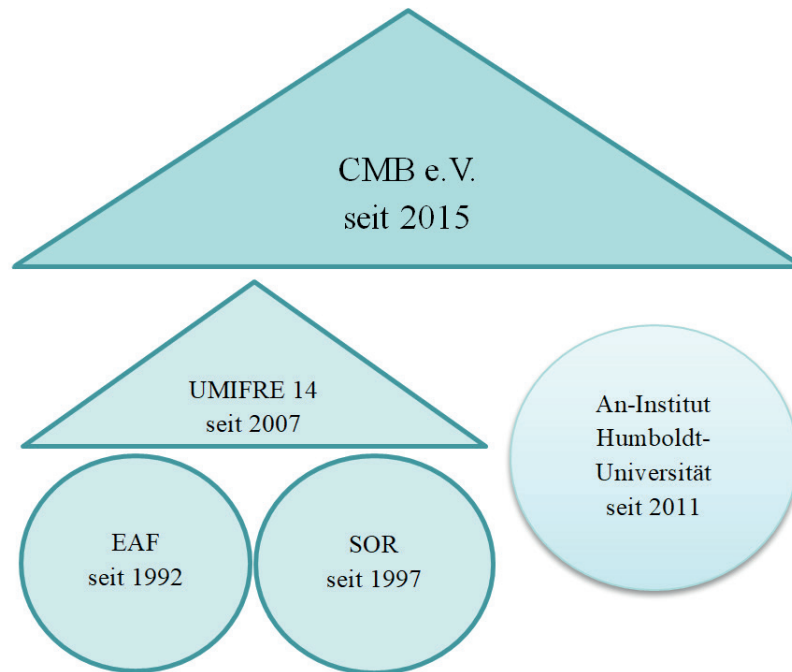 CMB e.V.
seit 2015
UMIFRE 14
seit 2007
An-Institut
Humboldt-
Universität
seit 2011
EAF
seit 1992
SOR
seit 1997